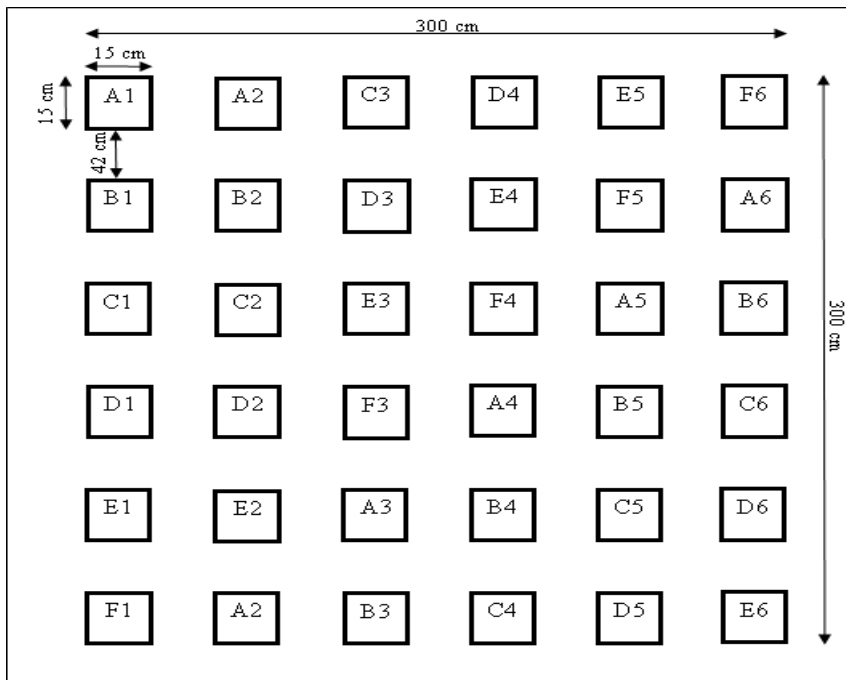 300 cm
15 cm
15 cm
A1 A2 C3 D4 E5 F6
42 cm
B1 B2 D3 E4 F5 A6
C1 C2 E3 F4 A5 B6
300 cm
D1 D2 F3 A4 B5 C6
E1 E2 A3 B4 C5 D6
F1 A2 B3 C4 D5 E6